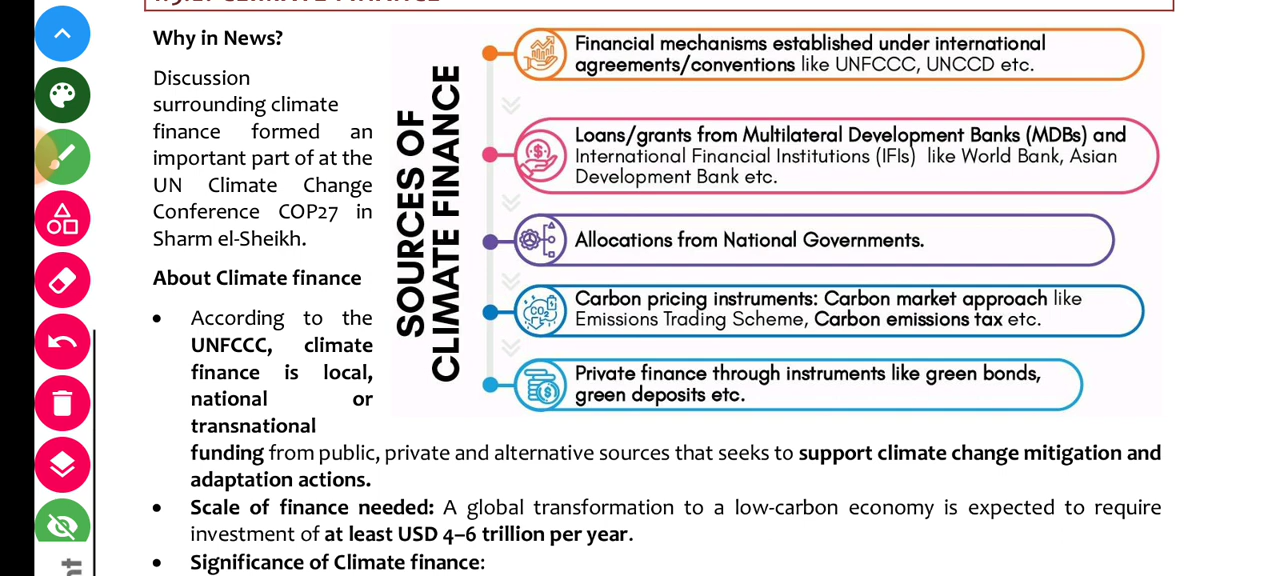 Why in News?
Discussion
surrounding climate
finance formed an
important part of at the
UN Climate Change
Conference COP27 in
Sharm el-Sheikh.
About Climate finance
• According to the
UNFCCC, climate
finance is local,
national or
transnational
funding from public, private and alternative sources that seeks to support climate change mitigation and
adaptation actions.
• Scale of finance needed: A global transformation to a low-carbon economy is expected to require
investment of at least USD 4–6 trillion per year.
• Significance of Climate finance:
SOURCES OF
CLIMATE FINANCE
Financial mechanisms established under international
agreements/conventions like UNFCCC, UNCCD etc.
Loans/grants from Multilateral Development Banks (MDBs) and
International Financial Institutions (IFIs) like World Bank, Asian
Development Bank etc.
Allocations from National Governments.
CO2
Carbon pricing instruments: Carbon market approach like
Emissions Trading Scheme, Carbon emissions tax etc.
Private finance through instruments like green bonds,
green deposits etc.